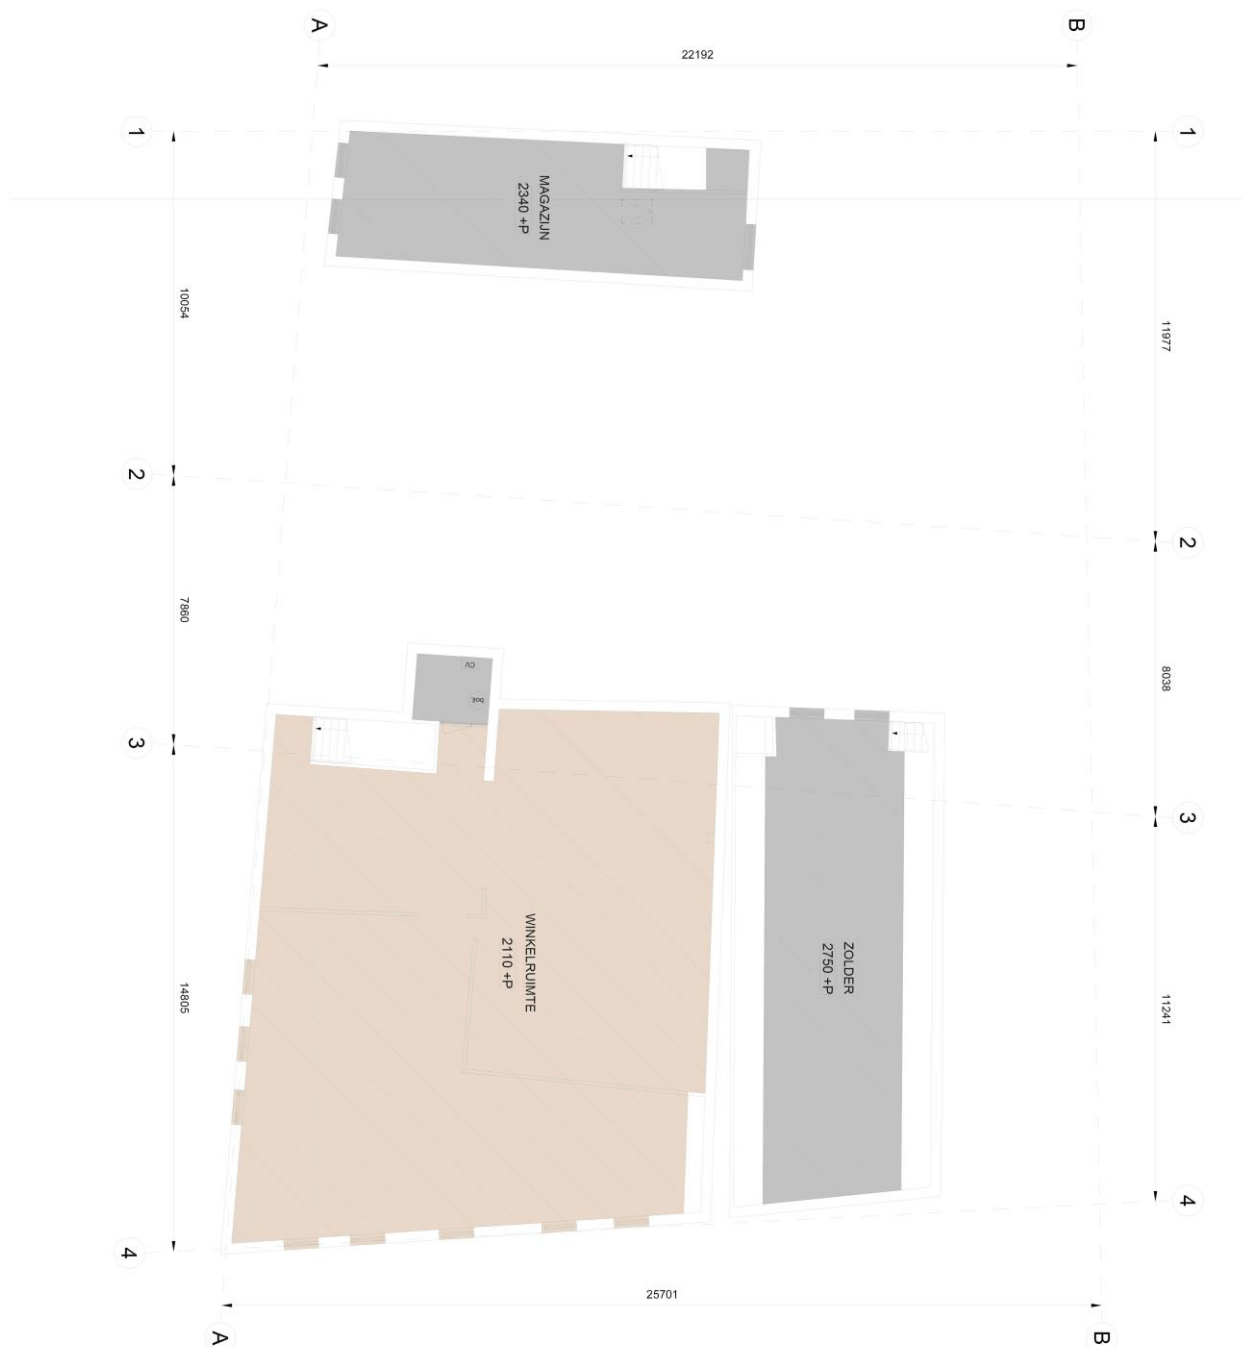 A
B
22192
1
1
MAGAZIJN
2340 +P
10054
11977
2
2
7860
8038
CV
boi
3
3
WINKELRUIMTE
2110 +P
ZOLDER
2750 +P
14805
11241
4
4
25701
A
B